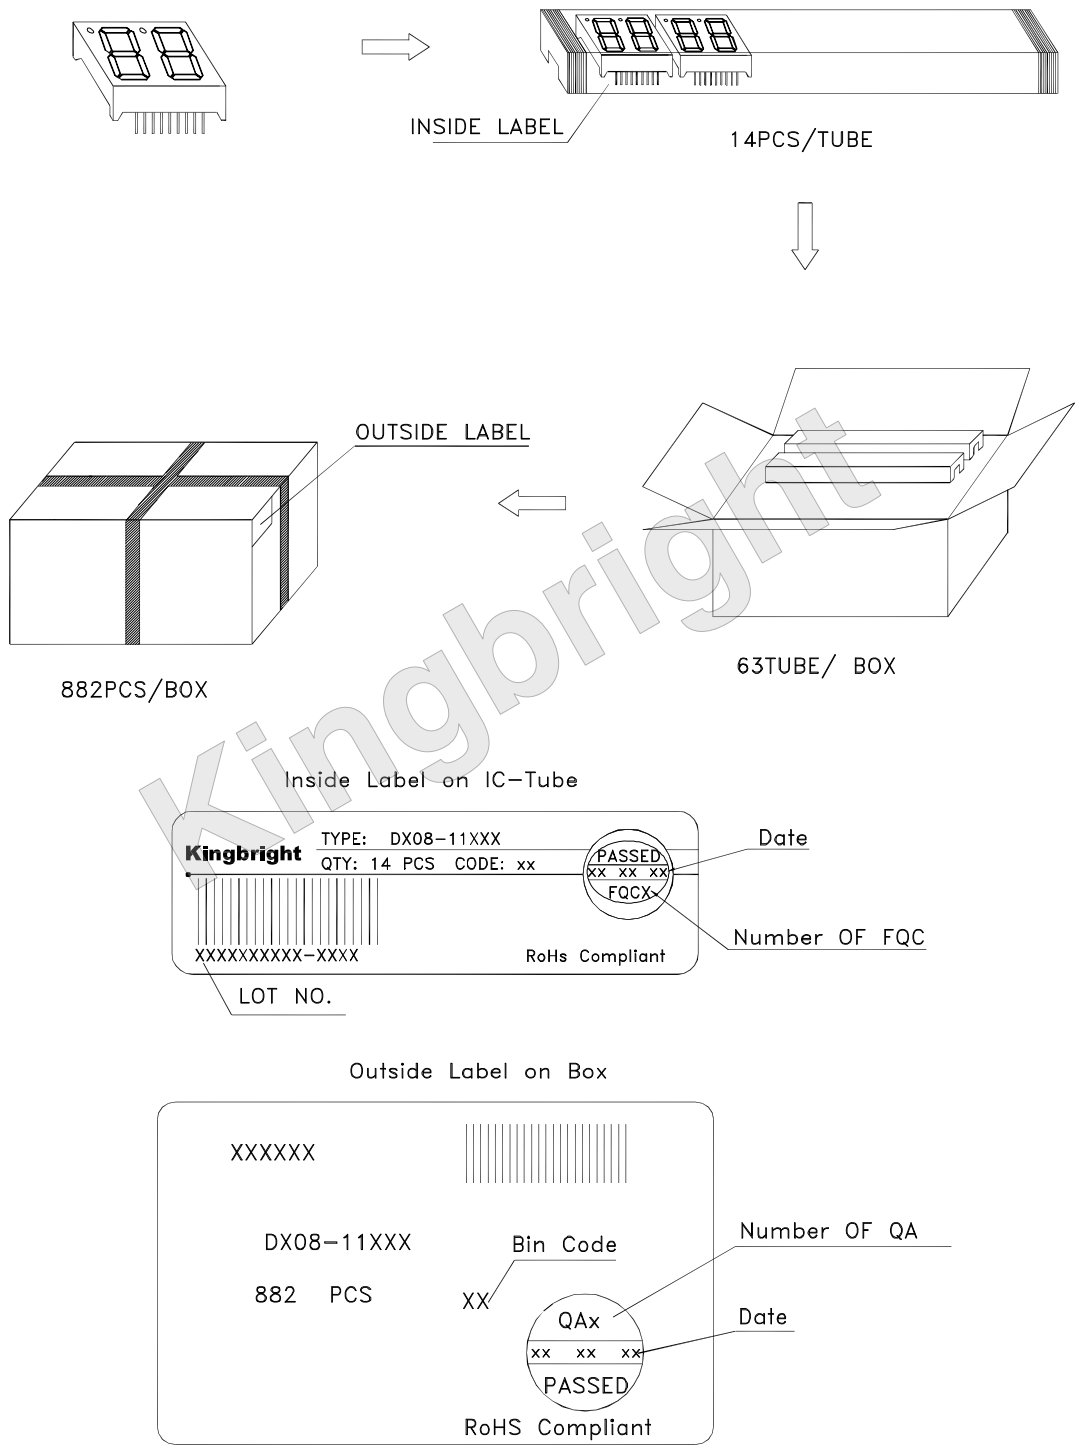 INSIDE LABEL
14PCS/TUBE
OUTSIDE LABEL
63TUBE/ BOX
882PCS/BOX
Kingbright
Inside Label on IC-Tube
Kingbright
TYPE: DX08-11XXX
QTY: 14 PCS CODE: xx
PASSED
xx xx xx
FQCX
Date
Number OF FQC
XXXXXXXXXX-XXXX
RoHs Compliant
LOT NO.
Outside Label on Box
XXXXXX
DX08-11XXX
Bin Code
Number OF QA
882 PCS
XX
QAx
xx xx xx
Date
PASSED
RoHS Compliant